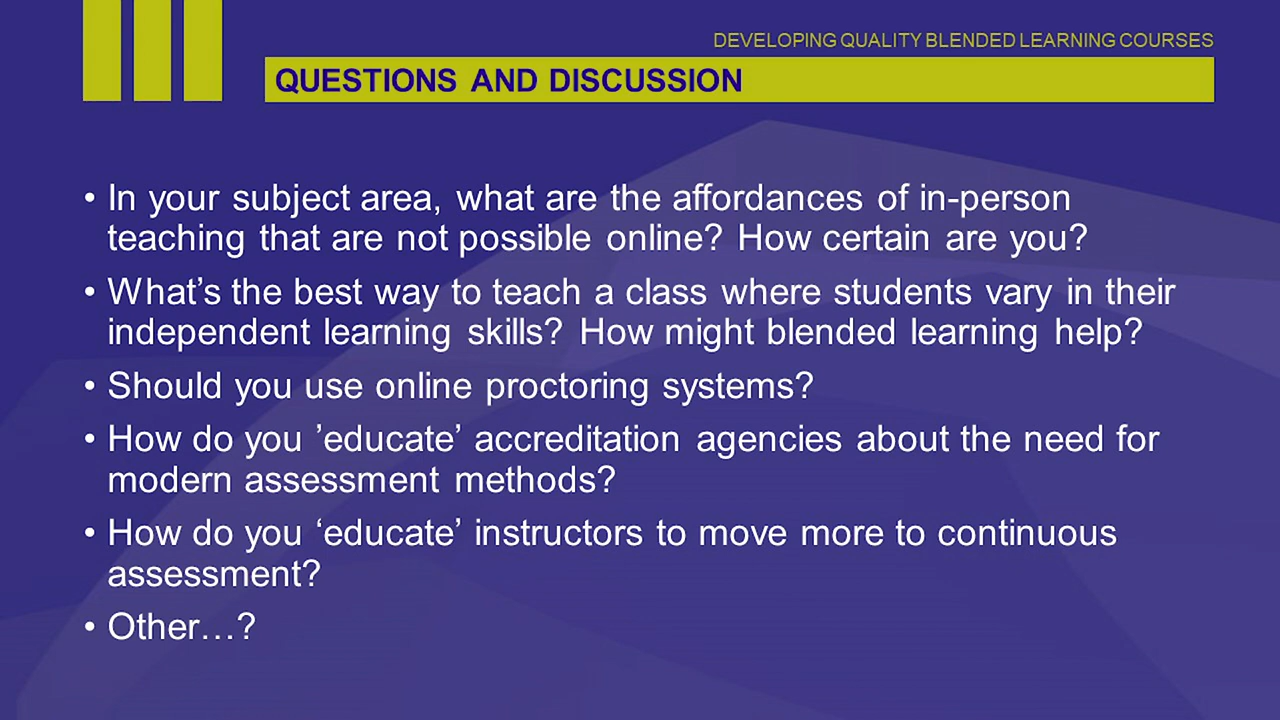 DEVELOPING QUALITY BLENDED LEARNING COURSES
QUESTIONS AND DISCUSSION
• In your subject area, what are the affordances of in-person
teaching that are not possible online? How certain are you?
• What’s the best way to teach a class where students vary in their
independent learning skills? How might blended learning help?
• Should you use online proctoring systems?
• How do you ’educate’ accreditation agencies about the need for
modern assessment methods?
• How do you ‘educate’ instructors to move more to continuous
assessment?
• Other…?